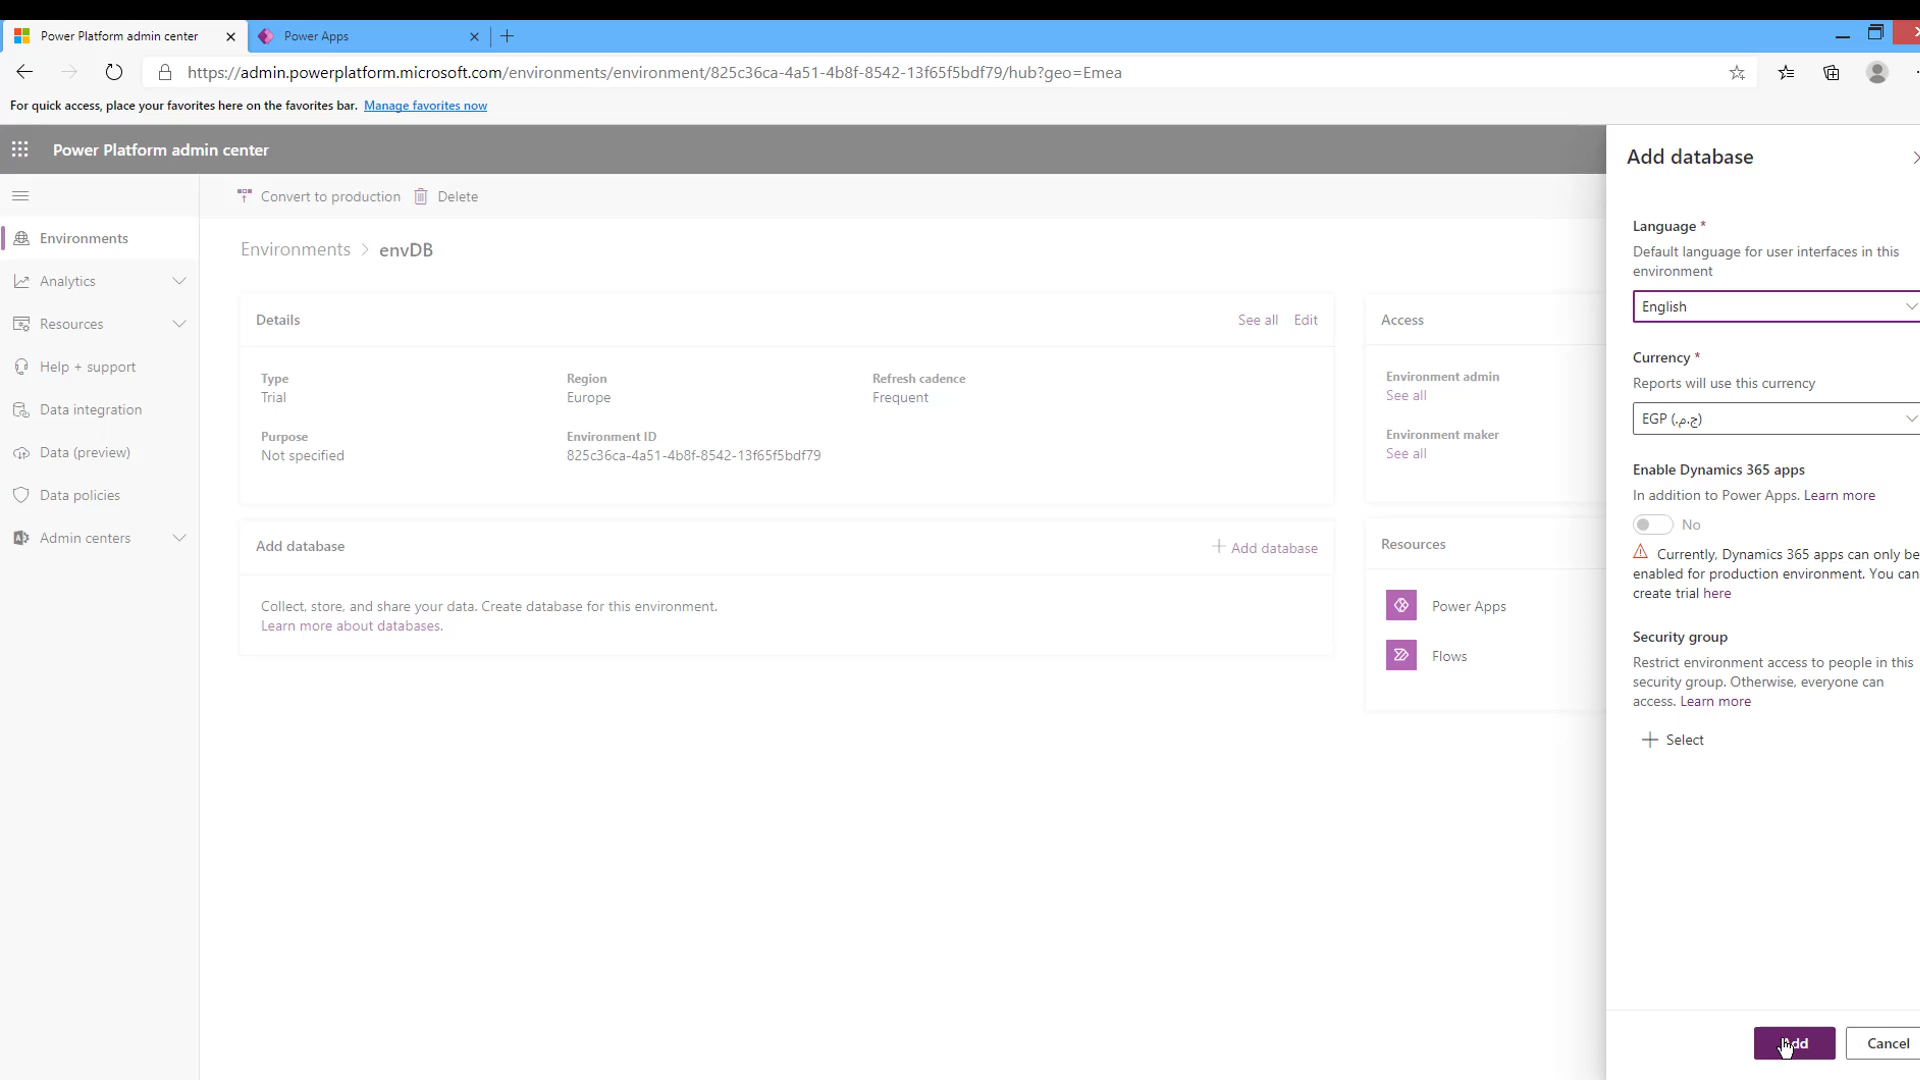 Power Platform admin center
Power Apps
https://admin.powerplatform.microsoft.com/environments/environment/825c36ca-4a51-4b8f-8542-13f65f5bdf79/hub?geo=Emea
For quick access, place your favorites here on the favorites bar. Manage favorites now
Power Platform admin center
Environments
Analytics
Resources
Help + support
Data integration
Data (preview)
Data policies
Admin centers
Convert to production
Delete
Environments > envDB
Details
See all Edit
Type
Trial
Region
Europe
Refresh cadence
Frequent
Purpose
Not specified
Environment ID
825c36ca-4a51-4b8f-8542-13f65f5bdf79
Add database
+ Add database
Collect, store, and share your data. Create database for this environment.
Learn more about databases.
Access
Environment admin
See all
Environment maker
See all
Resources
Power Apps
Flows
Add database
Language *
Default language for user interfaces in this
environment
English
Currency *
Reports will use this currency
EGP (ج.م.‏)
Enable Dynamics 365 apps
In addition to Power Apps. Learn more
No
Currently, Dynamics 365 apps can only be
enabled for production environment. You can
create trial here
Security group
Restrict environment access to people in this
security group. Otherwise, everyone can
access. Learn more
+ Select
Add
Cancel